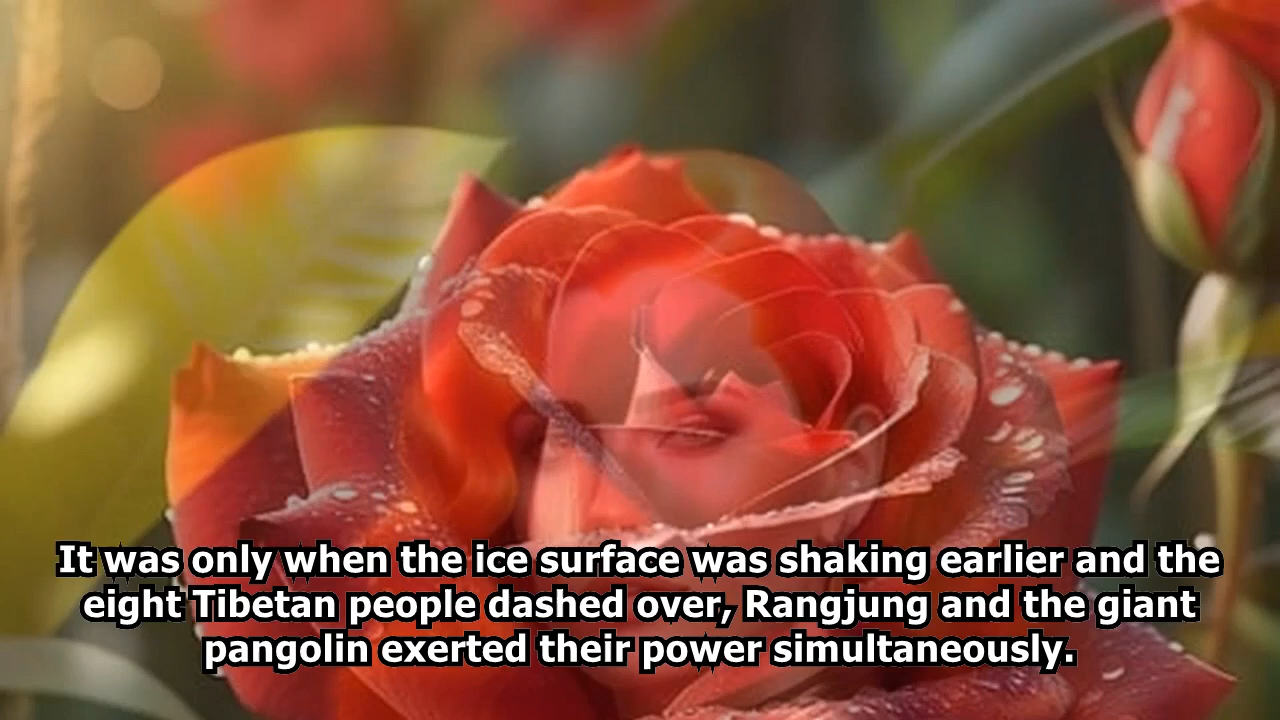 It was only when the ice surface was shaking earlier and the
eight Tibetan people dashed over, Rangjung and the giant
pangolin exerted their power simultaneously.